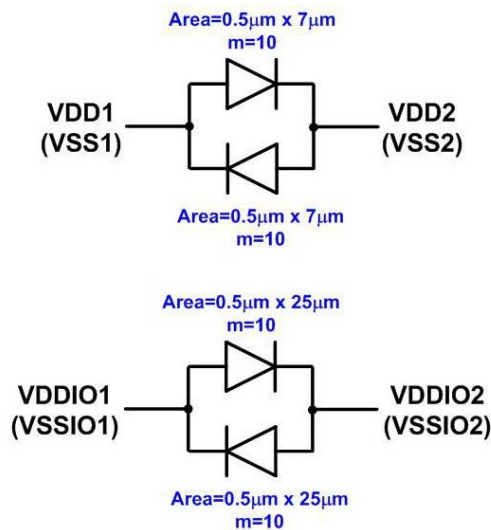 Area=0.5μm x 7μm
m=10
VDD1
(VSS1)
VDD2
(VSS2)
Area=0.5μm x 7μm
m=10
Area=0.5μm x 25μm
m=10
VDDIO1
(VSSIO1)
VDDIO2
(VSSIO2)
Area=0.5μm x 25μm
m=10